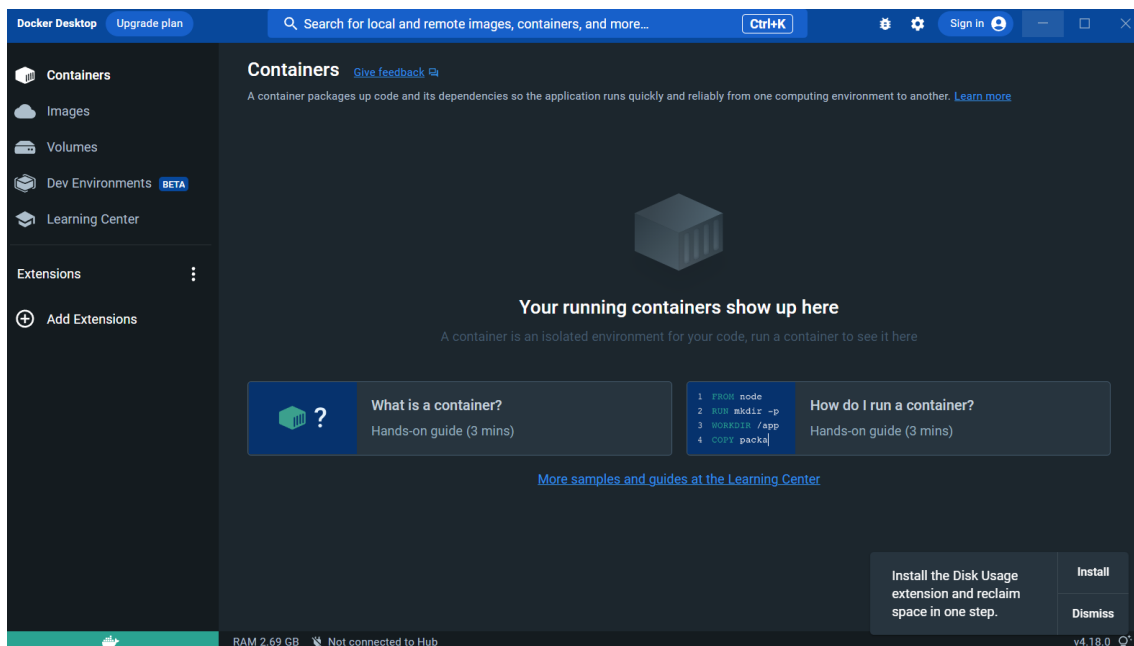 Docker Desktop Upgrade plan Search for local and remote images, containers, and more... Ctrl+K Sign in
Containers
Images
Volumes
Dev Environments BETA
Learning Center
Extensions
Add Extensions
Containers Give feedback
A container packages up code and its dependencies so the application runs quickly and reliably from one computing environment to another. Learn more
Your running containers show up here
A container is an isolated environment for your code, run a container to see it here
?
What is a container?
Hands-on guide (3 mins)
1 FROM node
2 RUN mkdir -p
3 WORKDIR /app
4 COPY packa
How do I run a container?
Hands-on guide (3 mins)
More samples and guides at the Learning Center
Install the Disk Usage
extension and reclaim
space in one step.
Install
Dismiss
RAM 2.69 GB Not connected to Hub v4.18.0